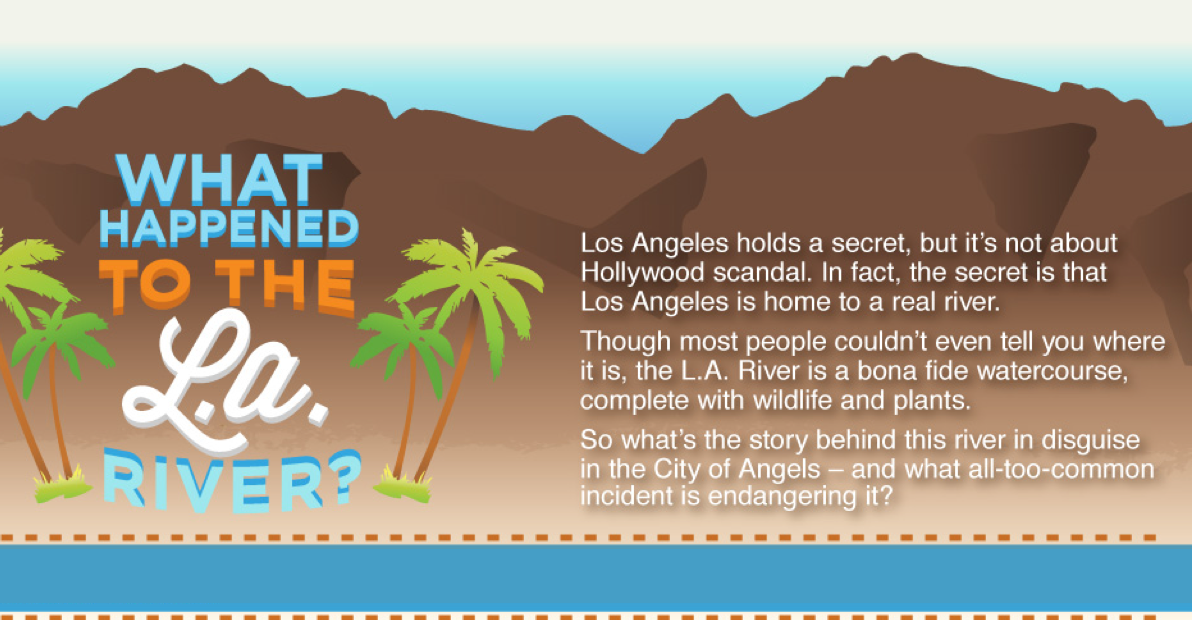 WHAT
HAPPENED
TO THE
L.a.
RIVER?
Los Angeles holds a secret, but it’s not about
Hollywood scandal. In fact, the secret is that
Los Angeles is home to a real river.
Though most people couldn’t even tell you where
it is, the L.A. River is a bona fide watercourse,
complete with wildlife and plants.
So what’s the story behind this river in disguise
in the City of Angels – and what all-too-common
incident is endangering it?